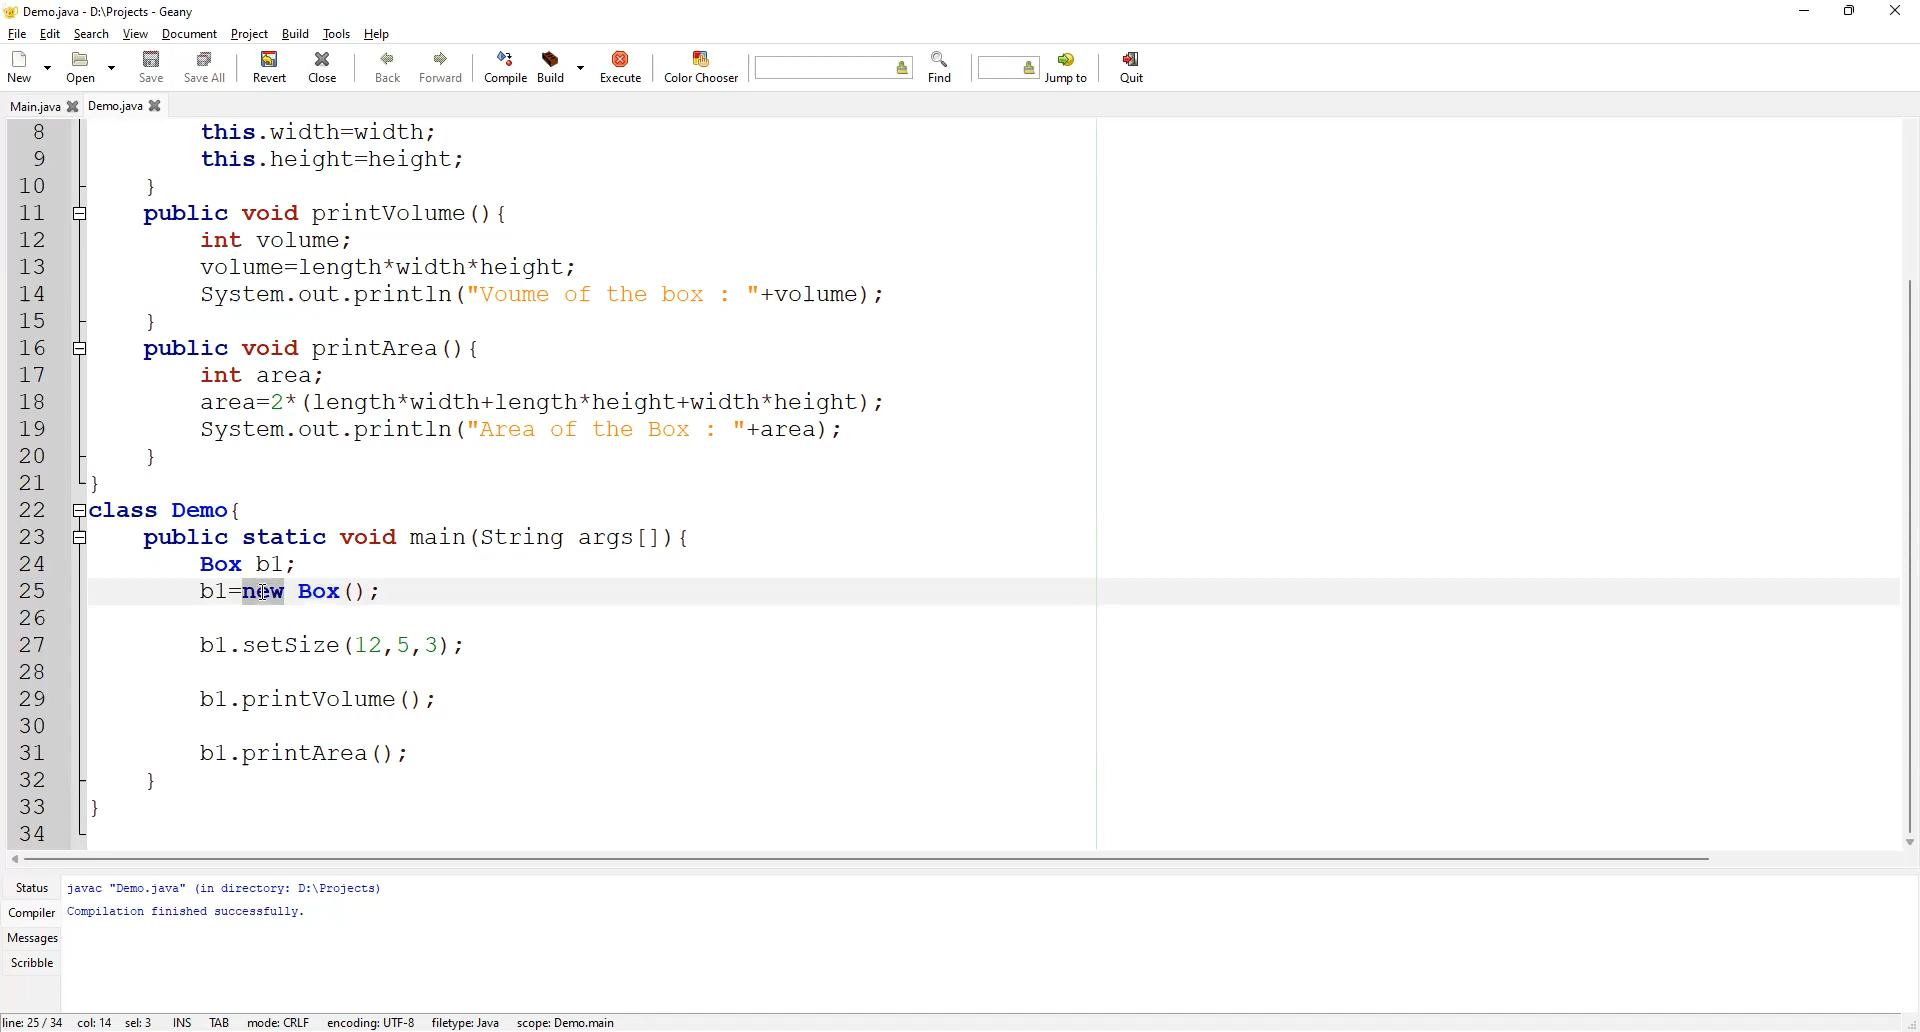 Demo.java - D:\Projects - Geany
File Edit Search View Document Project Build Tools Help
New Open Save Save All Revert Close Back Forward Compile Build Execute Color Chooser Find Jump to Quit
Main.java Demo.java
8 this.width=width;
9 this.height=height;
10 }
11 public void printVolume(){
12 int volume;
13 volume=length*width*height;
14 System.out.println("Voume of the box : "+volume);
15 }
16 public void printArea(){
17 int area;
18 area=2*(length*width+length*height+width*height);
19 System.out.println("Area of the Box : "+area);
20 }
21 }
22 class Demo{
23 public static void main(String args[]){
24 Box b1;
25 b1=new Box();
26
27 b1.setSize(12,5,3);
28
29 b1.printVolume();
30
31 b1.printArea();
32 }
33 }
34
Status javac "Demo.java" (in directory: D:\Projects)
Compiler Compilation finished successfully.
Messages
Scribble
line: 25 / 34 col: 14 sel: 3 INS TAB mode: CRLF encoding: UTF-8 filetype: Java scope: Demo.main